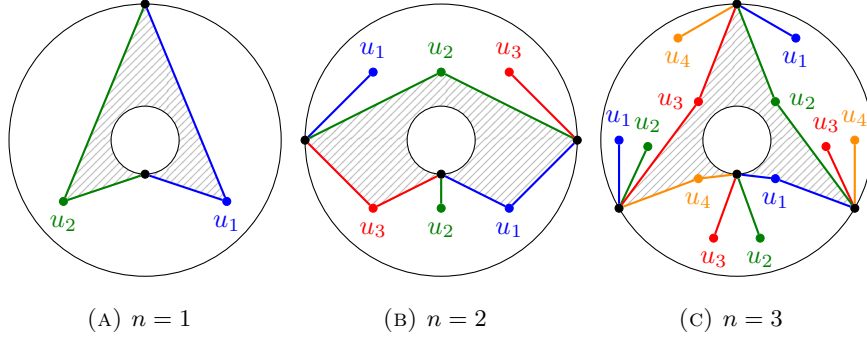 u₂ u₁
(A) n = 1
u₁ u₂ u₃
u₃ u₂ u₁
(B) n = 2
u₄ u₁
u₃ u₂
u₁ u₂ u₃ u₄
u₄ u₁
u₃ u₂
(C) n = 3